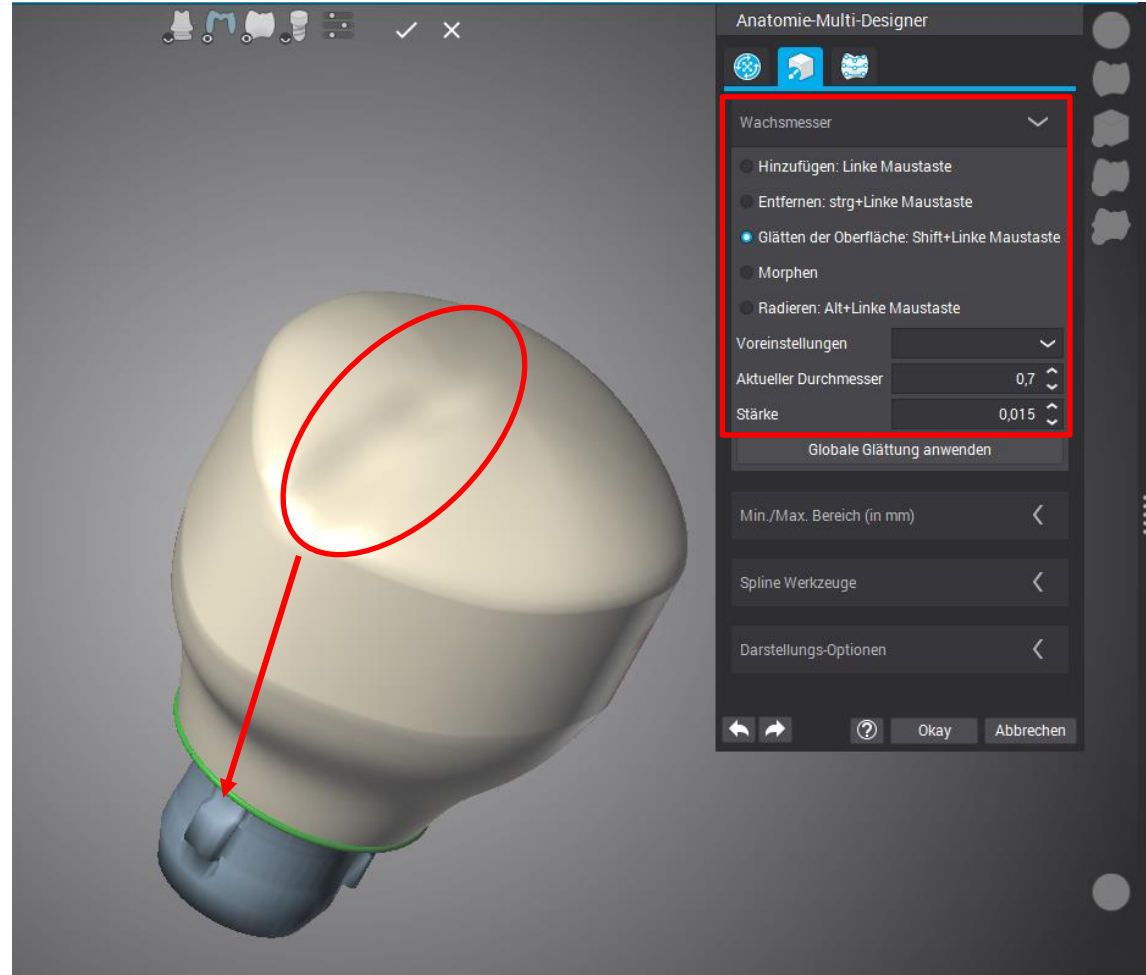 Anatomie-Multi-Designer
Wachsmesser
Hinzufügen: Linke Maustaste
Entfernen: strg+Linke Maustaste
Glätten der Oberfläche: Shift+Linke Maustaste
Morphen
Radieren: Alt+Linke Maustaste
Voreinstellungen
Aktueller Durchmesser 0,7
Stärke 0,015
Globale Glättung anwenden
Min./Max. Bereich (in mm)
Spline Werkzeuge
Darstellungs-Optionen
? Okay Abbrechen